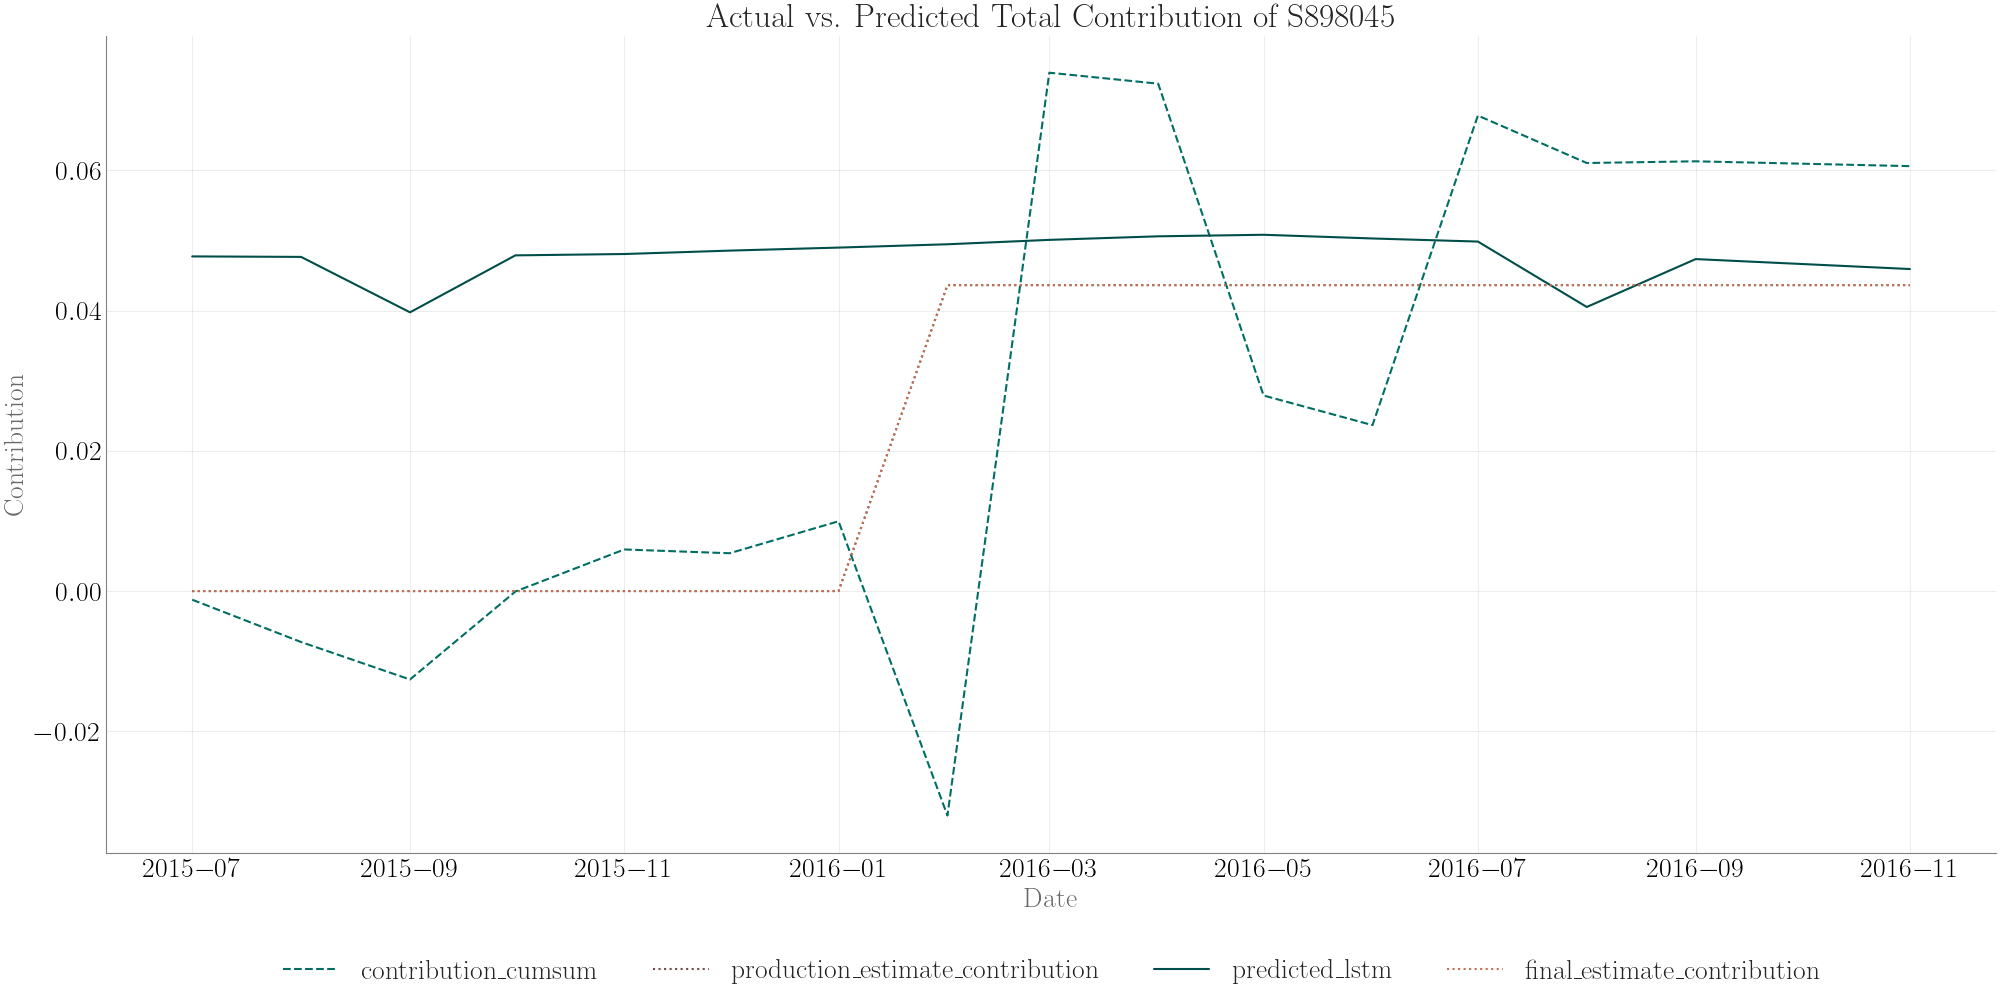 Actual vs. Predicted Total Contribution of S898045
0.06
0.04
0.02
0.00
−0.02
Contribution
2015−07 2015−09 2015−11 2016−01 2016−03 2016−05 2016−07 2016−09 2016−11
Date
contribution_cumsum production_estimate_contribution predicted_lstm final_estimate_contribution